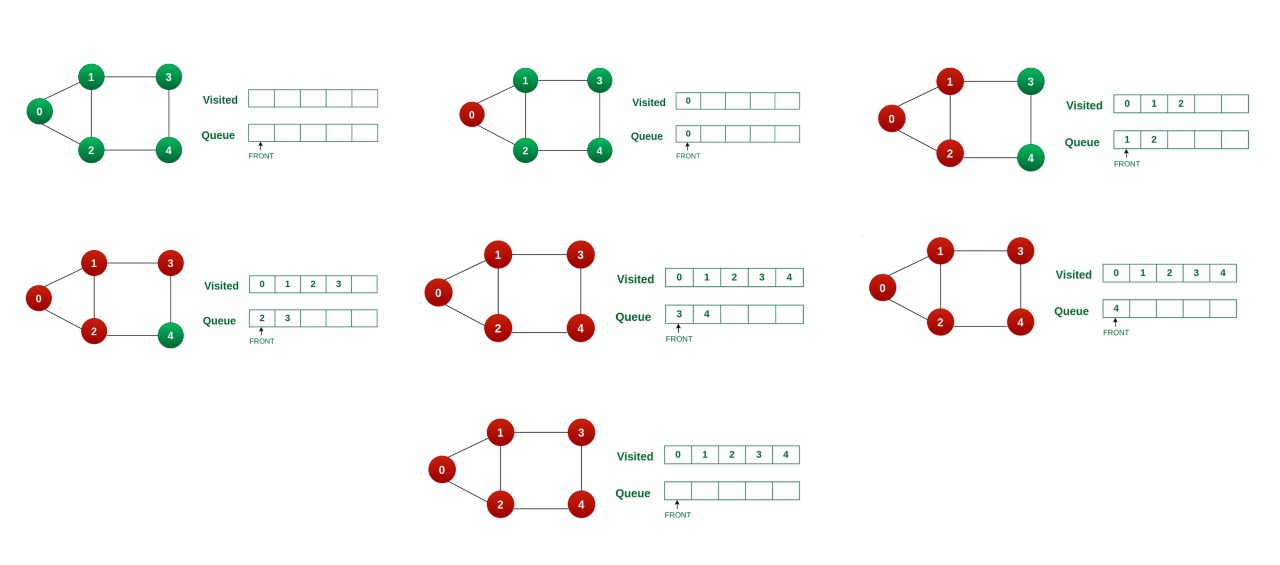 1 3
Visited
0
Queue
2 4
FRONT
1 3
Visited 0
0
Queue 0
2 4
FRONT
1 3
Visited 0 1 2
0
Queue 1 2
2 4
FRONT
1 3
Visited 0 1 2 3
0
Queue 2 3
2 4
FRONT
1 3
Visited 0 1 2 3 4
0
Queue 3 4
2 4
FRONT
1 3
Visited 0 1 2 3 4
0
Queue 4
2 4
FRONT
1 3
Visited 0 1 2 3 4
0
Queue
2 4
FRONT